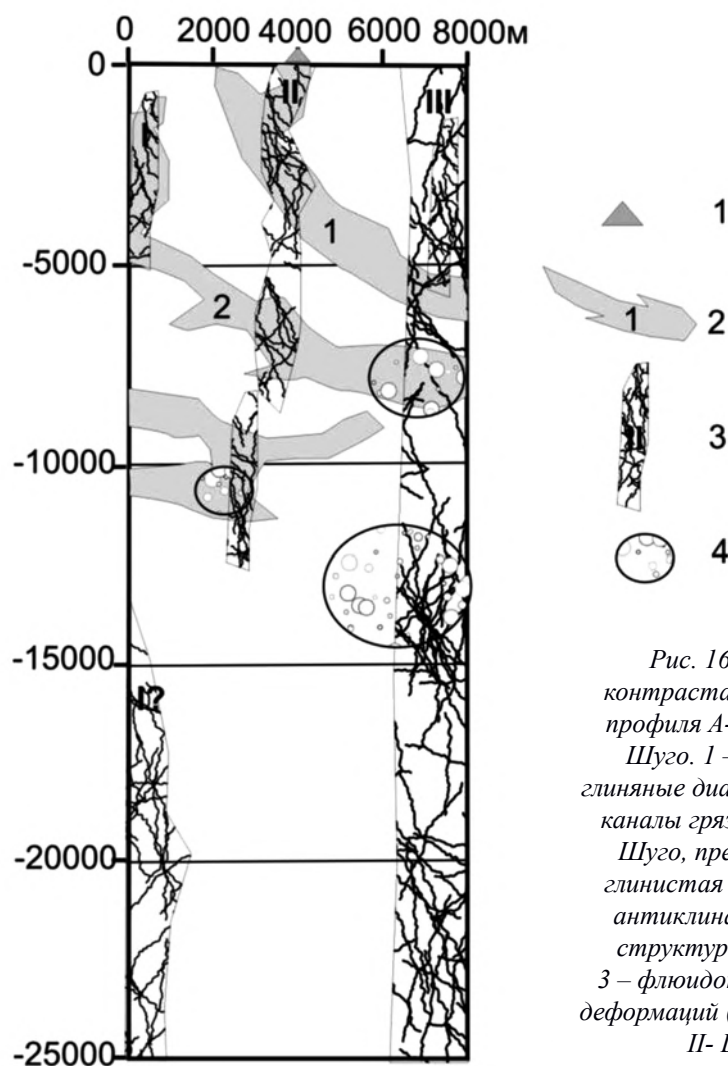 0 2000 4000 6000 8000м
0
I
II
III
1
-5000
2
-10000
-15000
I?
-20000
-25000
1
1 2
II 3
4
Рис. 16
контраста
профиля А-
Шуго. 1 –
глиняные диа
каналы гряз
Шуго, пре
глинистая
антиклина
структур
3 – флюидо
деформаций (
II- I